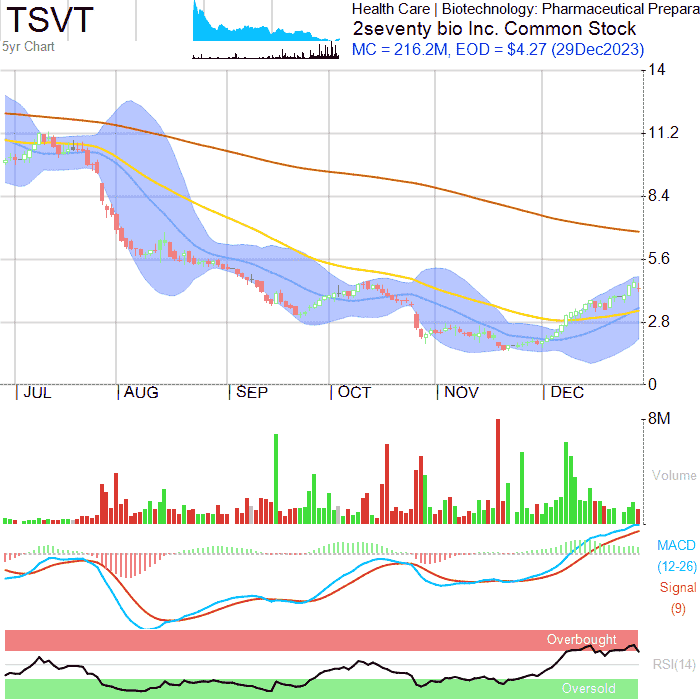 TSVT
5yr Chart
Health Care | Biotechnology: Pharmaceutical Prepara
2seventy bio Inc. Common Stock
MC = 216.2M, EOD = $4.27 (29Dec2023)
14
11.2
8.4
5.6
2.8
0
JUL AUG SEP OCT NOV DEC
8M
Volume
MACD
(12-26)
Signal
(9)
Overbought
RSI(14)
Oversold